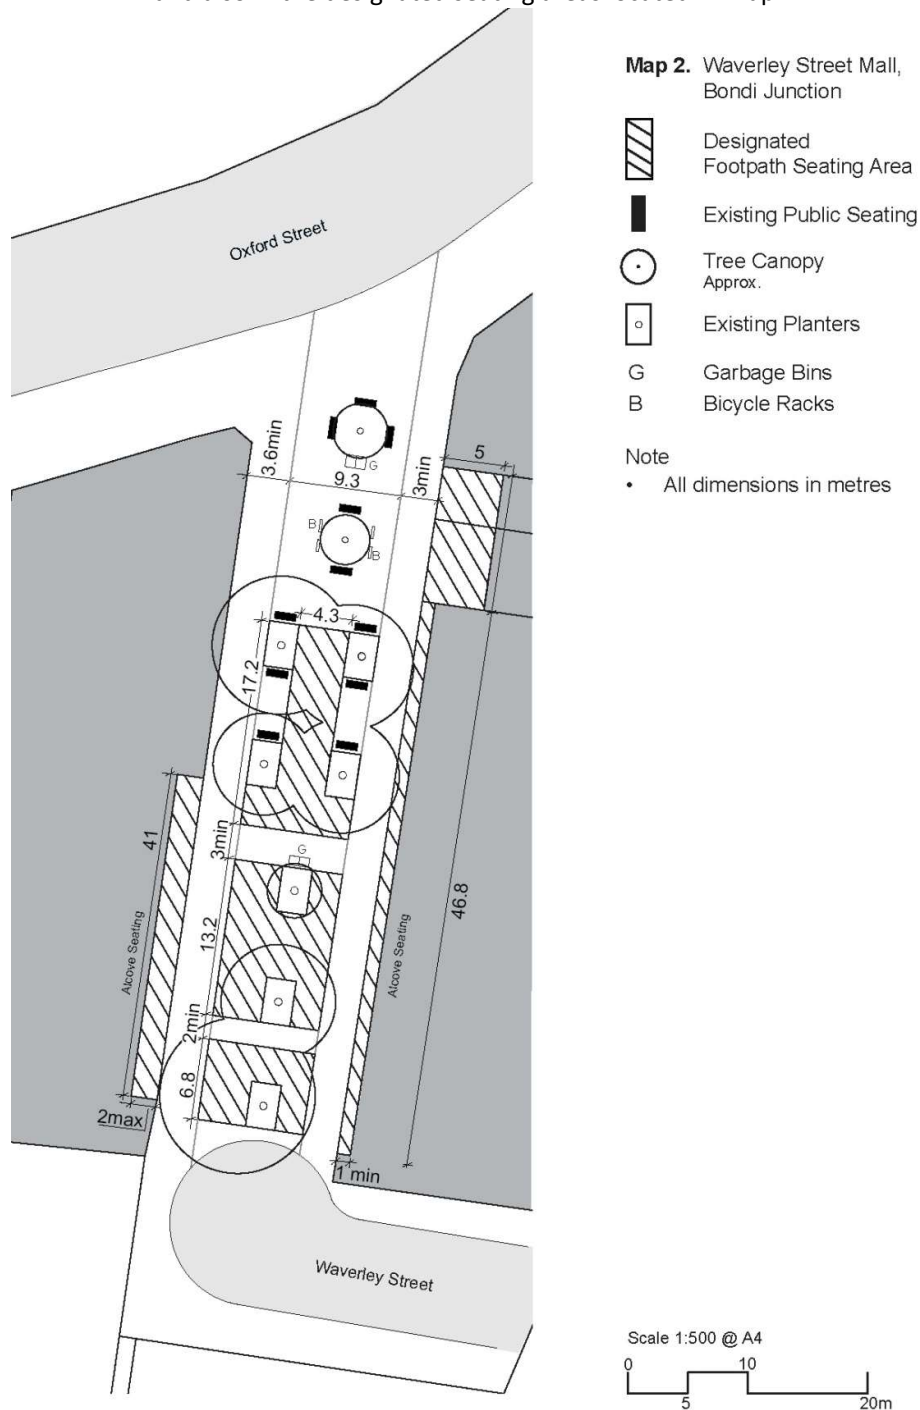 Map 2. Waverley Street Mall,
Bondi Junction
Designated
Footpath Seating Area
Existing Public Seating
Tree Canopy
Approx.
Existing Planters
G Garbage Bins
B Bicycle Racks
Note
• All dimensions in metres
Oxford Street
G
3.6min
9.3
3min
5
B
B
4.3
17.2
3min
G
41
Alcove Seating
13.2
46.8
Alcove Seating
2min
6.8
2max
1 min
Waverley Street
Scale 1:500 @ A4
0 10
5 20m